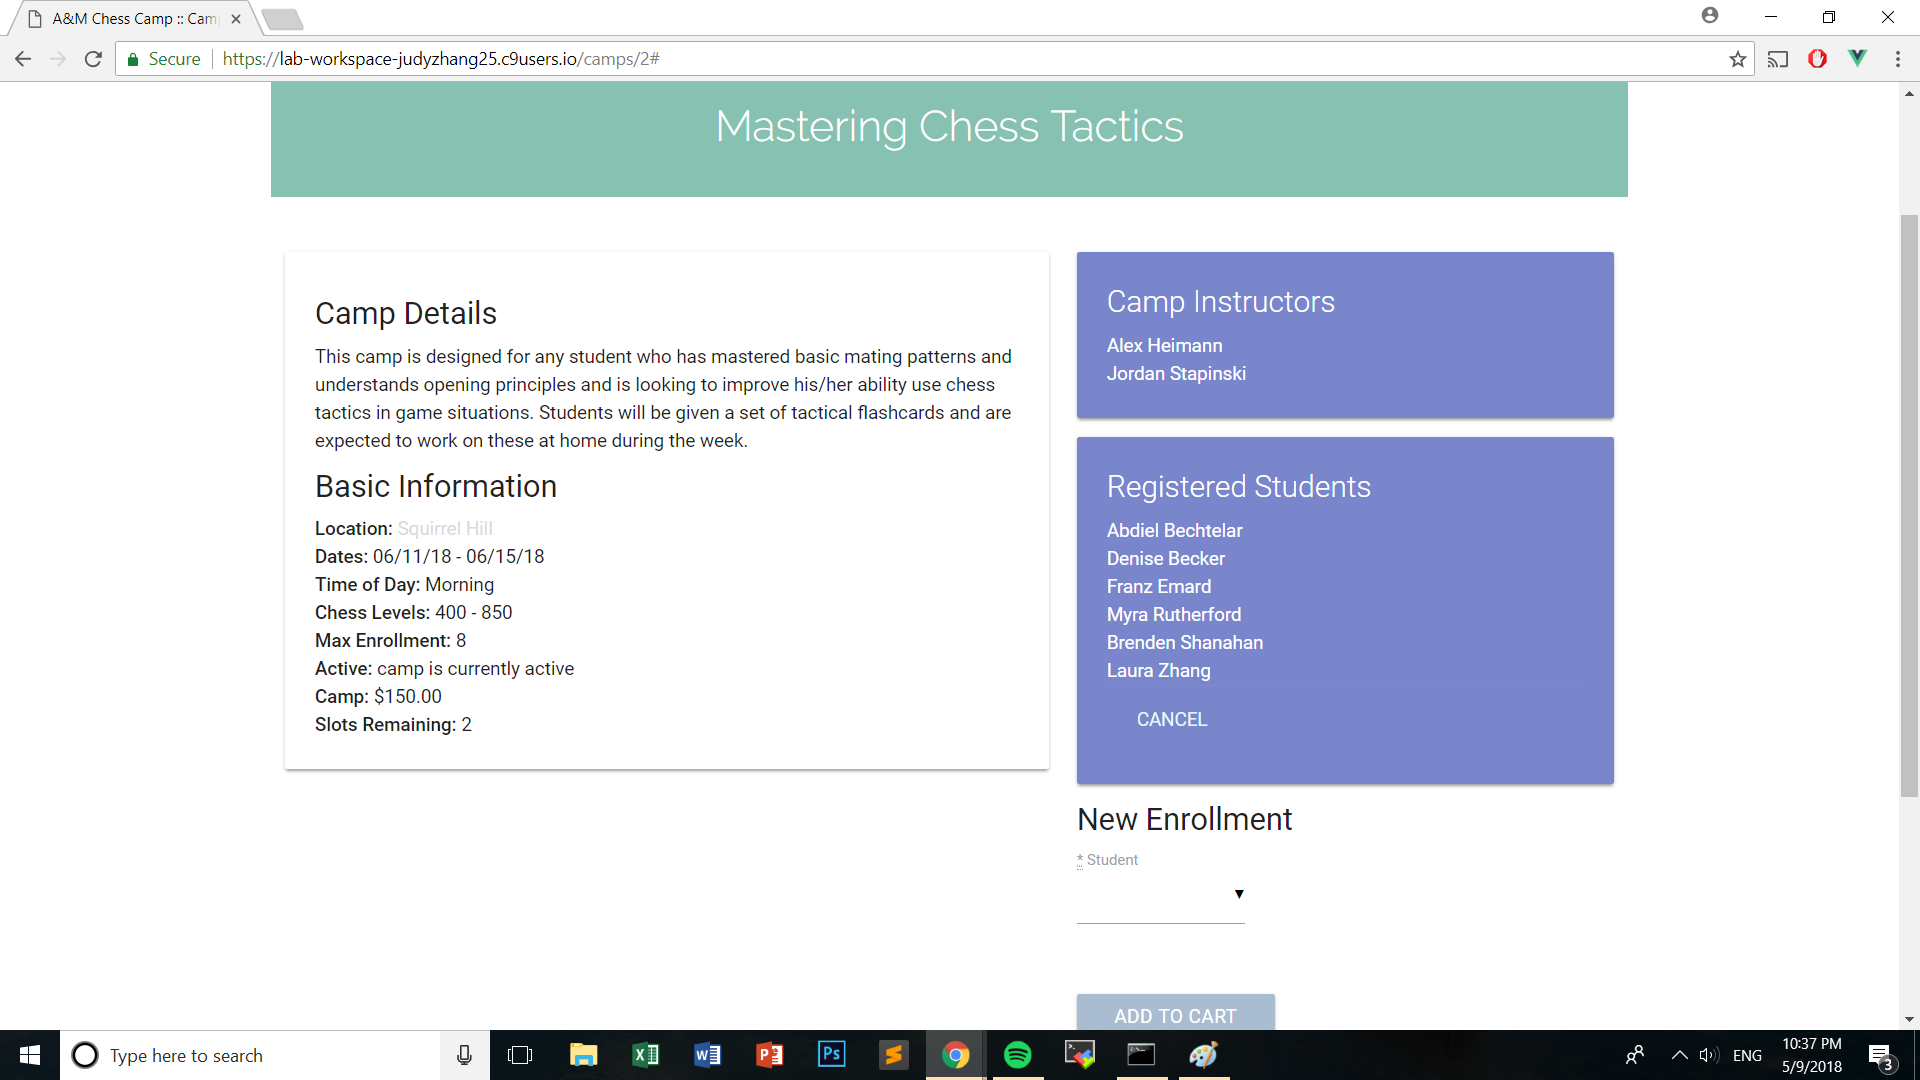 A&M Chess Camp :: Cam
Secure
https://lab-workspace-judyzhang25.c9users.io/camps/2#
Mastering Chess Tactics
Camp Details
This camp is designed for any student who has mastered basic mating patterns and
understands opening principles and is looking to improve his/her ability use chess
tactics in game situations. Students will be given a set of tactical flashcards and are
expected to work on these at home during the week.
Basic Information
Location: Squirrel Hill
Dates: 06/11/18 - 06/15/18
Time of Day: Morning
Chess Levels: 400 - 850
Max Enrollment: 8
Active: camp is currently active
Camp: $150.00
Slots Remaining: 2
Camp Instructors
Alex Heimann
Jordan Stapinski
Registered Students
Abdiel Bechtelar
Denise Becker
Franz Emard
Myra Rutherford
Brenden Shanahan
Laura Zhang
CANCEL
New Enrollment
* Student
ADD TO CART
Type here to search
Ps
ENG
10:37 PM
5/9/2018
3